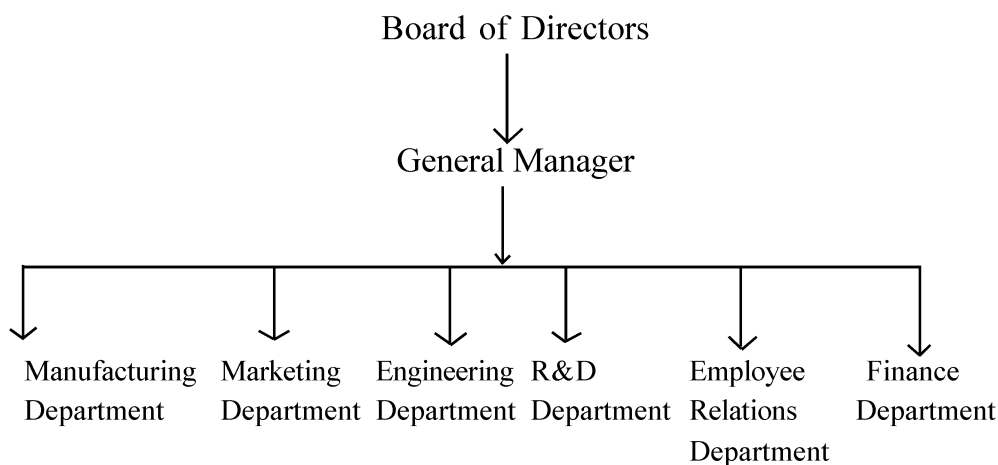 Board of Directors
General Manager
Manufacturing
Department
Marketing
Department
Engineering
Department
R&D
Department
Employee
Relations
Department
Finance
Department